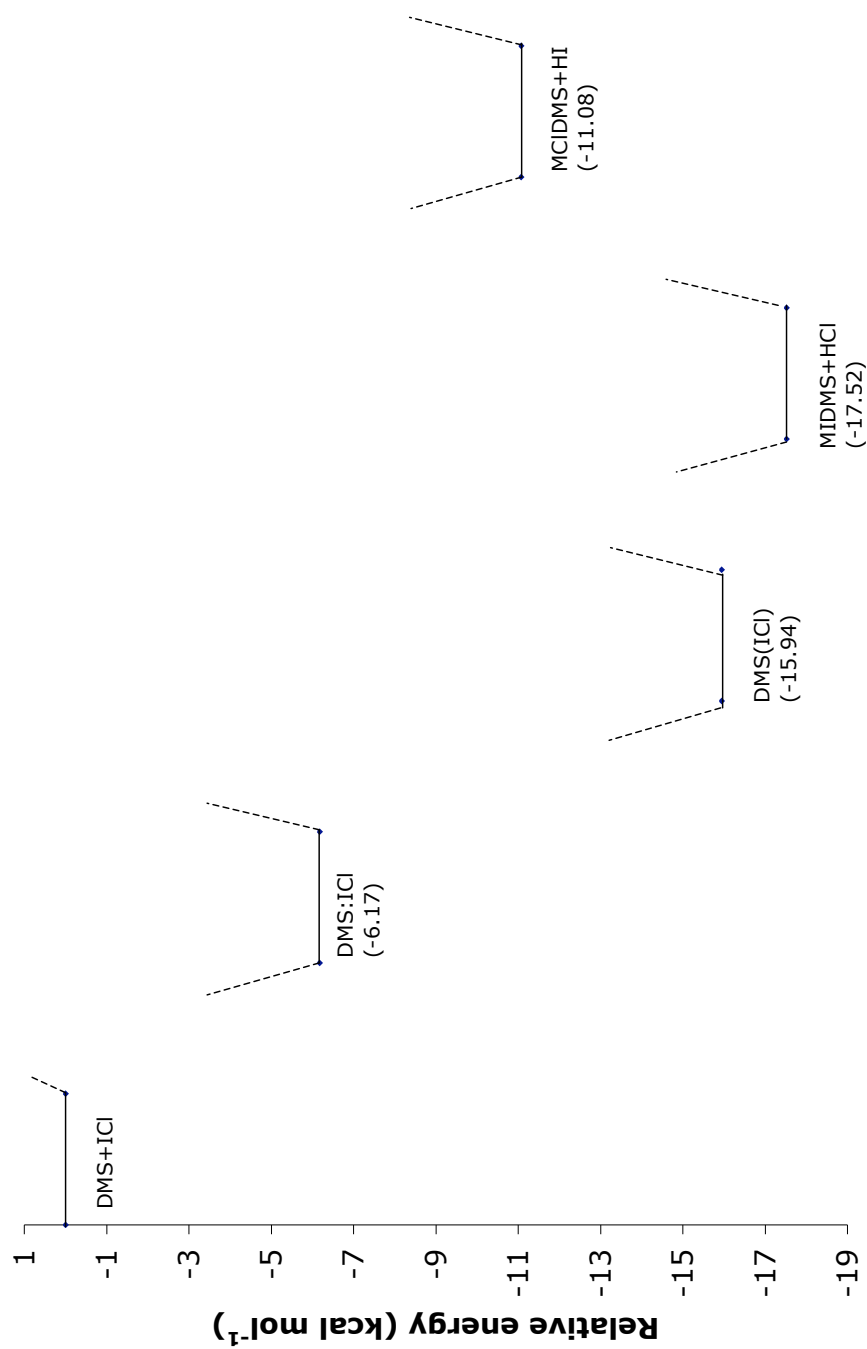 Relative energy (kcal mol⁻¹)
1
-1
-3
-5
-7
-9
-11
-13
-15
-17
-19
DMS+ICl
DMS:ICl
(-6.17)
DMS(ICl)
(-15.94)
MIDMS+HCl
(-17.52)
MClDMS+HI
(-11.08)